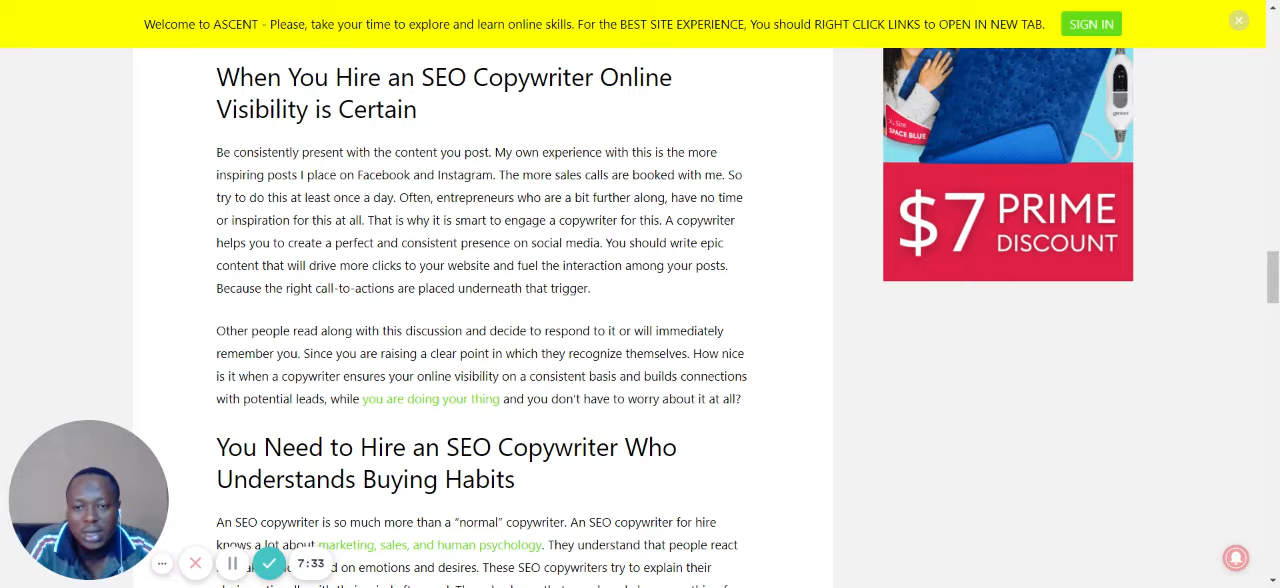 Welcome to ASCENT - Please, take your time to explore and learn online skills. For the BEST SITE EXPERIENCE, You should RIGHT CLICK LINKS to OPEN IN NEW TAB.
SIGN IN
When You Hire an SEO Copywriter Online
Visibility is Certain
Be consistently present with the content you post. My own experience with this is the more
inspiring posts I place on Facebook and Instagram. The more sales calls are booked with me. So
try to do this at least once a day. Often, entrepreneurs who are a bit further along, have no time
or inspiration for this at all. That is why it is smart to engage a copywriter for this. A copywriter
helps you to create a perfect and consistent presence on social media. You should write epic
content that will drive more clicks to your website and fuel the interaction among your posts.
Because the right call-to-actions are placed underneath that trigger.
Other people read along with this discussion and decide to respond to it or will immediately
remember you. Since you are raising a clear point in which they recognize themselves. How nice
is it when a copywriter ensures your online visibility on a consistent basis and builds connections
with potential leads, while you are doing your thing and you don't have to worry about it at all?
You Need to Hire an SEO Copywriter Who
Understands Buying Habits
An SEO copywriter is so much more than a "normal" copywriter. An SEO copywriter for hire
knows a lot about marketing, sales, and human psychology. They understand that people react
on emotions and desires. These SEO copywriters try to explain their
7:33
XL Size
SPACE BLUE
geniani
$7 PRIME
DISCOUNT